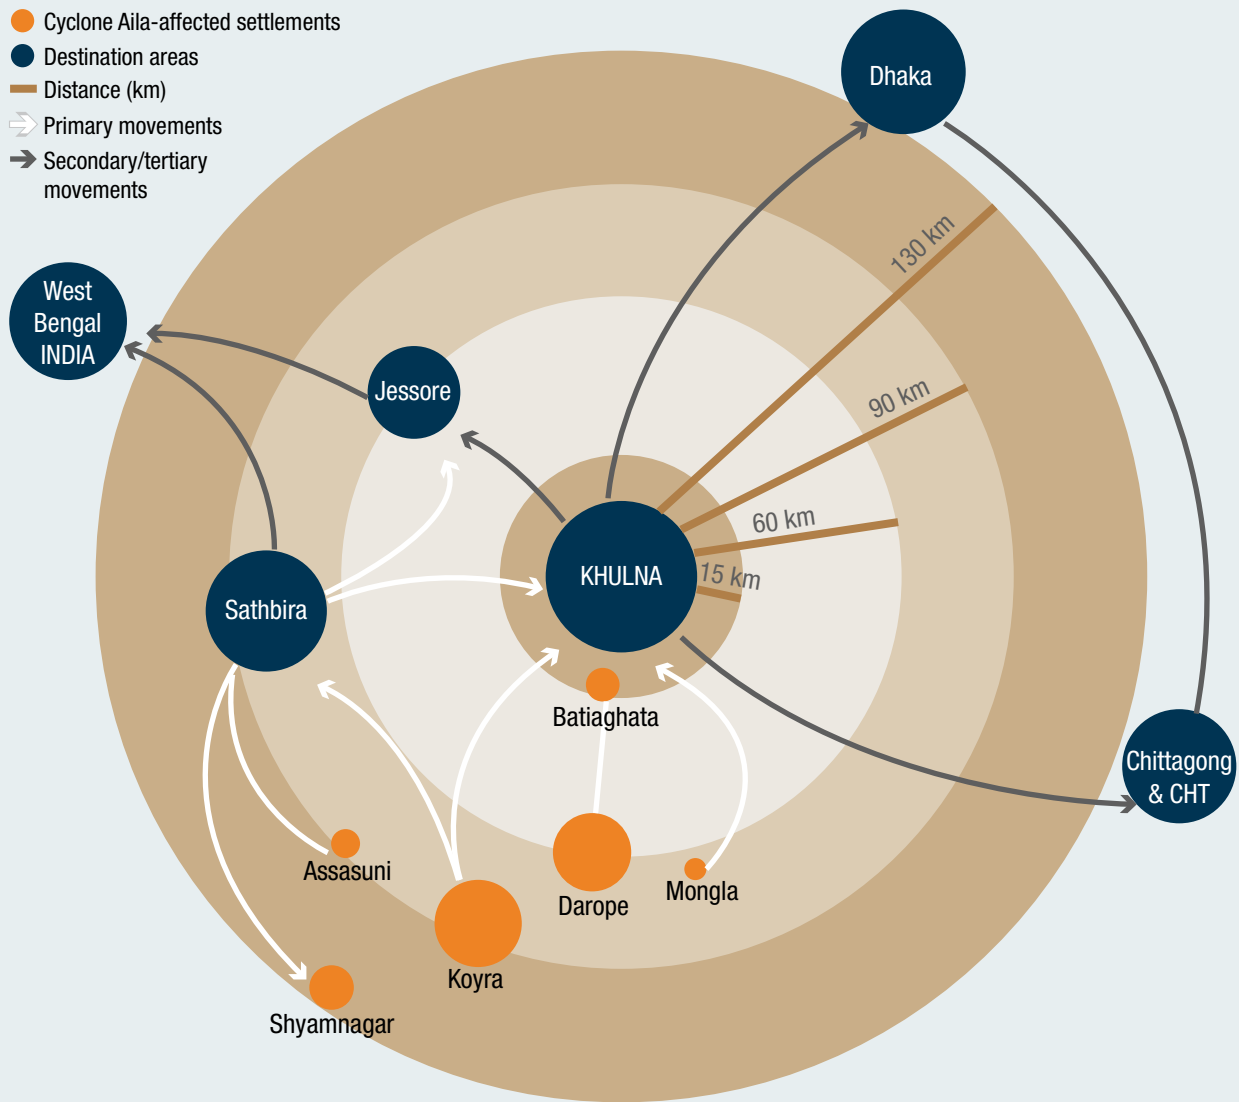 Cyclone Aila-affected settlements
Destination areas
Distance (km)
Primary movements
Secondary/tertiary
movements
Dhaka
130 km
West
Bengal
INDIA
Jessore
90 km
60 km
15 km
KHULNA
Sathbira
Batiaghata
Chittagong
& CHT
Assasuni
Darope
Mongla
Koyra
Shyamnagar